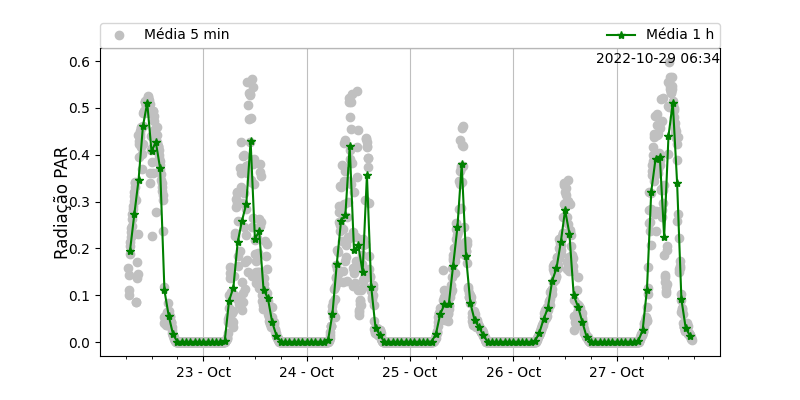 Média 5 min
Média 1 h
2022-10-29 06:34
0.6
0.5
0.4
0.3
0.2
0.1
0.0
Radiação PAR
23 - Oct
24 - Oct
25 - Oct
26 - Oct
27 - Oct